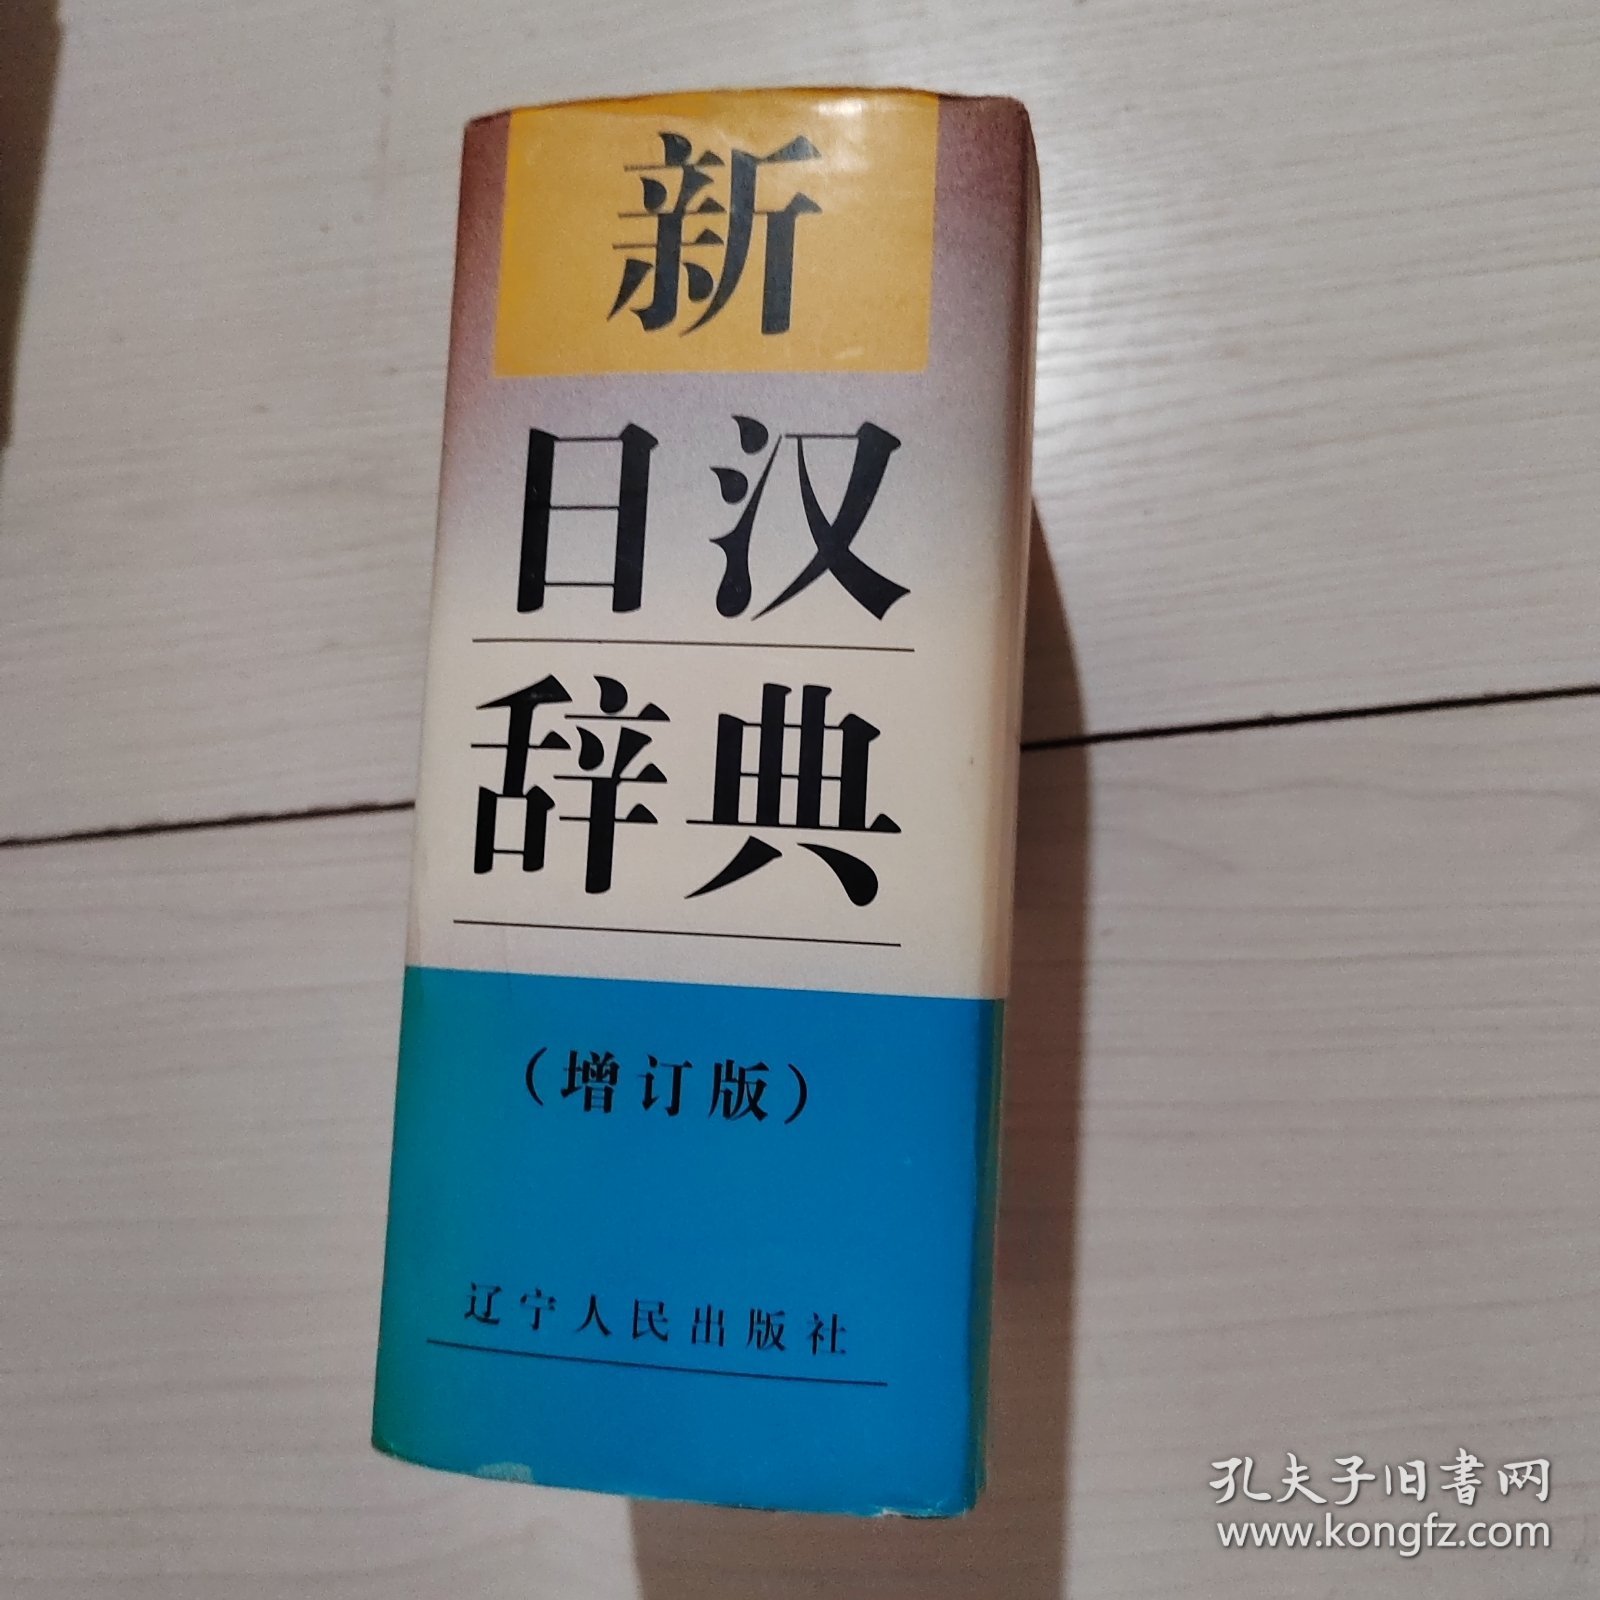 新
日汉
辞典
（增订版）
辽宁人民出版社
孔夫子旧书网
www.kongfz.com